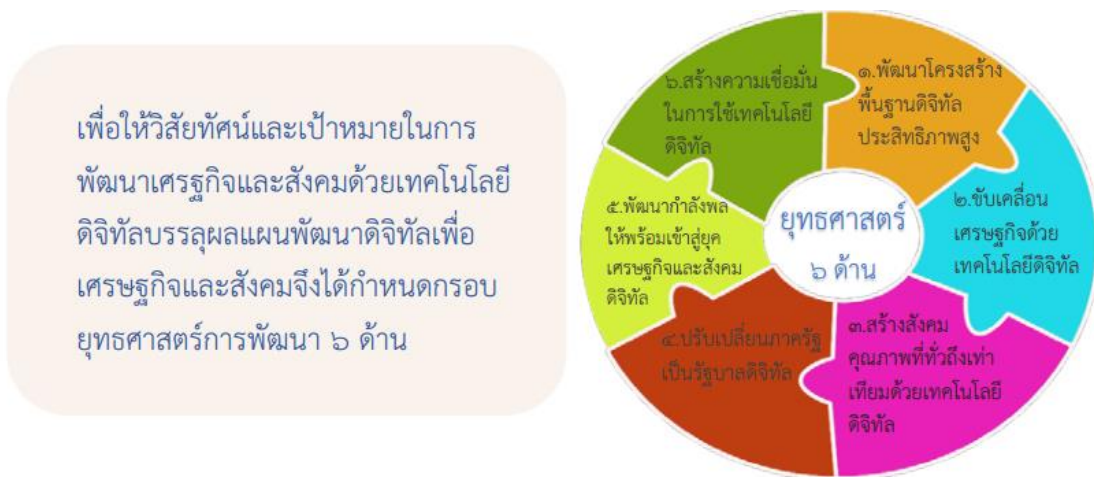 เพื่อให้วิสัยทัศน์และเป้าหมายในการ
พัฒนาเศรษฐกิจและสังคมด้วยเทคโนโลยี
ดิจิทัลบรรลุผลแผนพัฒนาดิจิทัลเพื่อ
เศรษฐกิจและสังคมจึงได้กำหนดกรอบ
ยุทธศาสตร์การพัฒนา ๖ ด้าน
ยุทธศาสตร์
๖ ด้าน
๑.พัฒนาโครงสร้าง
พื้นฐานดิจิทัล
ประสิทธิภาพสูง
๒.ขับเคลื่อน
เศรษฐกิจด้วย
เทคโนโลยีดิจิทัล
๓.สร้างสังคม
คุณภาพที่ทั่วถึงเท่า
เทียมด้วยเทคโนโลยี
ดิจิทัล
๔.ปรับเปลี่ยนภาครัฐ
เป็นรัฐบาลดิจิทัล
๕.พัฒนากำลังพล
ให้พร้อมเข้าสู่ยุค
เศรษฐกิจและสังคม
ดิจิทัล
๖.สร้างความเชื่อมั่น
ในการใช้เทคโนโลยี
ดิจิทัล